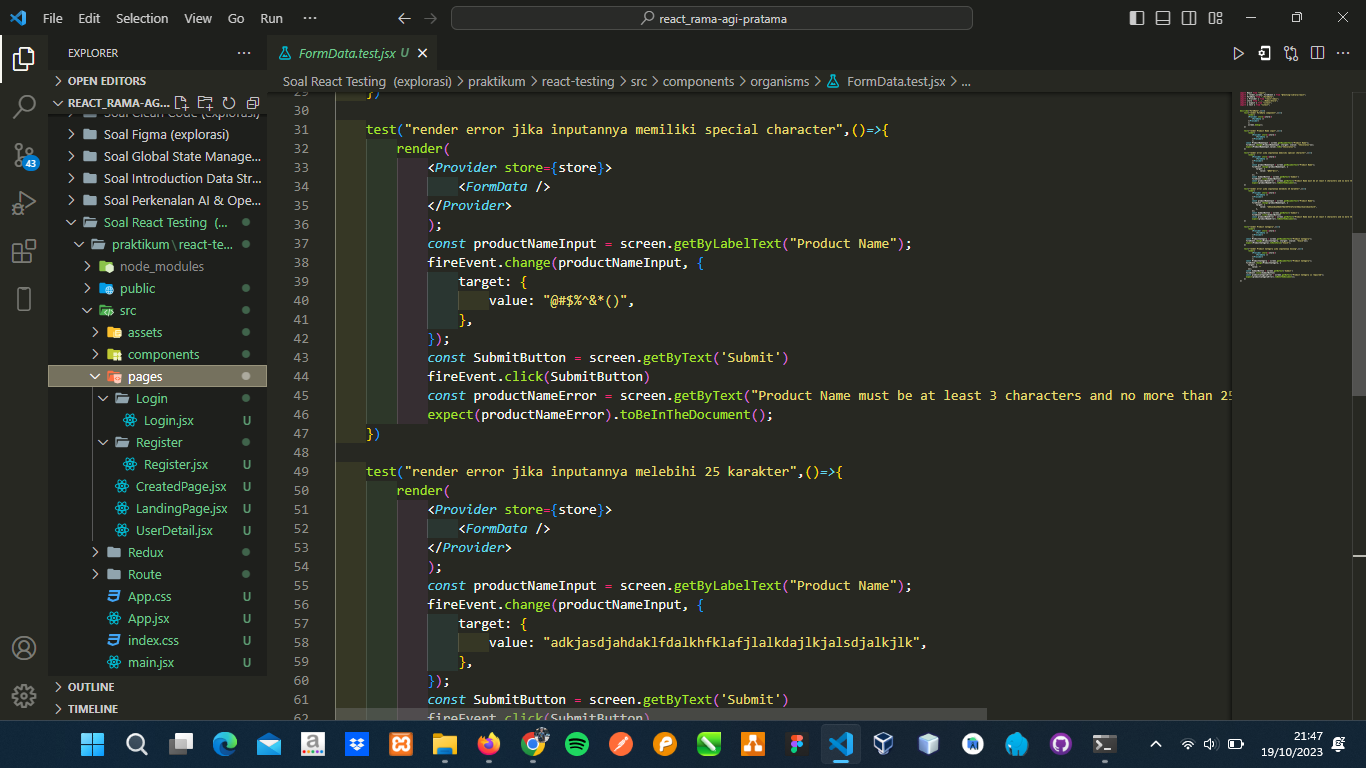 File Edit Selection View Go Run ···
react_rama-agi-pratama
EXPLORER
FormData.test.jsx U
OPEN EDITORS
REACT_RAMA-AG...
Soal Clean Code (explorasi)
Soal Figma (explorasi)
Soal Global State Manage...
Soal Introduction Data Str...
Soal Perkenalan AI & Ope...
Soal React Testing (...
praktikum\react-te...
node_modules
public
src
assets
components
pages
Login
Login.jsx U
Register
Register.jsx U
CreatedPage.jsx U
LandingPage.jsx U
UserDetail.jsx U
Redux
Route
App.css U
App.jsx U
index.css U
main.jsx U
OUTLINE
TIMELINE
43
Soal React Testing (explorasi) > praktikum > react-testing > src > components > organisms > FormData.test.jsx > ...
29 })
30
31 test("render error jika inputannya memiliki special character",()=>{
32 render(
33 <Provider store={store}>
34 <FormData />
35 </Provider>
36 );
37 const productNameInput = screen.getByLabelText("Product Name");
38 fireEvent.change(productNameInput, {
39 target: {
40 value: "@#$%^&*()",
41 },
42 });
43 const SubmitButton = screen.getByText('Submit')
44 fireEvent.click(SubmitButton)
45 const productNameError = screen.getByText("Product Name must be at least 3 characters and no more than 25
46 expect(productNameError).toBeInTheDocument();
47 })
48
49 test("render error jika inputannya melebihi 25 karakter",()=>{
50 render(
51 <Provider store={store}>
52 <FormData />
53 </Provider>
54 );
55 const productNameInput = screen.getByLabelText("Product Name");
56 fireEvent.change(productNameInput, {
57 target: {
58 value: "adkjasdjahdaklfdalkhfklafjlalkdajlkjalsdjalkjlk",
59 },
60 });
61 const SubmitButton = screen.getByText('Submit')
62 fireEvent.click(SubmitButton)
21:47
19/10/2023